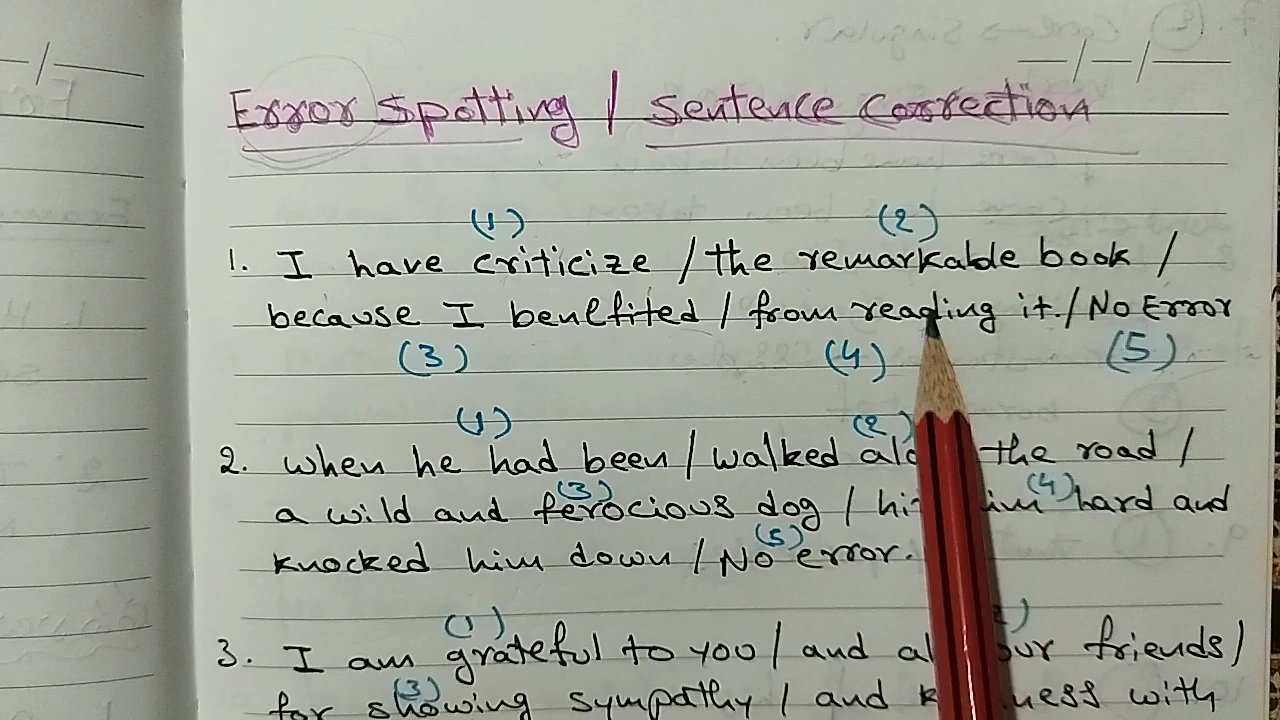 Error Spotting / Sentence Correction
(1) (2)
1. I have criticize / the remarkable book /
because I benefited / from reading it. / No Error
(3) (4) (5)
(1) (2)
2. When he had been / walked the road /
(3) (4)
a wild and ferocious dog / him hard and
(5)
knocked him down / No error.
(1)
3. I am grateful to you / and friends /
(3)
for showing sympathy / and with